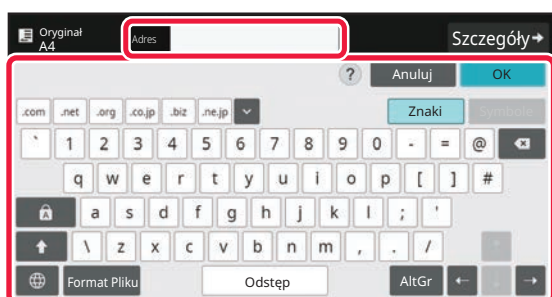 Oryginał
A4
Adres
Szczegóły
?
Anuluj
OK
.com .net .org .co.jp .biz .ne.jp
Znaki
Symbole
` 1 2 3 4 5 6 7 8 9 0 - = @
q w e r t y u i o p [ ] #
A
a s d f g h j k l ; '
\ z x c v b n m , . /
Format Pliku
Odstęp
AltGr